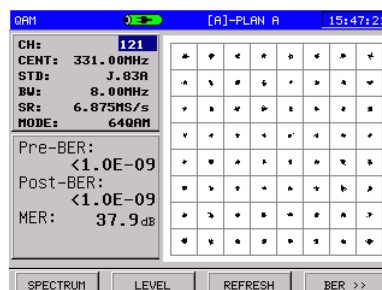 QAM [A]-PLAN A 15:47:2
CH: 121
CENT: 331.00MHz
STD: J.83A
BW: 8.00MHz
SR: 6.875MS/s
MODE: 64QAM
Pre-BER:
<1.0E-09
Post-BER:
<1.0E-09
MER: 37.9dB
SPECTRUM LEVEL REFRESH BER >>